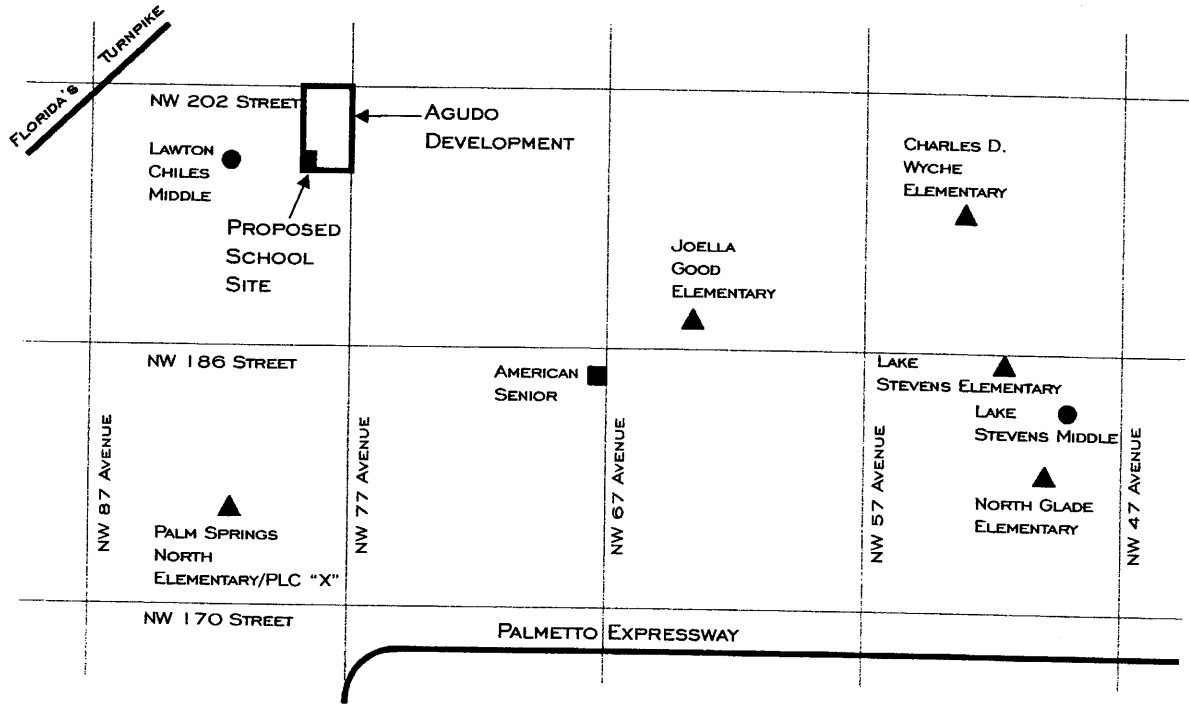 FLORIDA'S TURNPIKE
NW 202 STREET
AGUDO
DEVELOPMENT
LAWTON
CHILES
MIDDLE
CHARLES D.
WYCHE
ELEMENTARY
PROPOSED
SCHOOL
SITE
JOELLA
GOOD
ELEMENTARY
NW 186 STREET
AMERICAN
SENIOR
LAKE
STEVENS ELEMENTARY
LAKE
STEVENS MIDDLE
NW 87 AVENUE
NW 77 AVENUE
NW 67 AVENUE
NW 57 AVENUE
NW 47 AVENUE
NORTH GLADE
ELEMENTARY
PALM SPRINGS
NORTH
ELEMENTARY/PLC "X"
NW 170 STREET
PALMETTO EXPRESSWAY